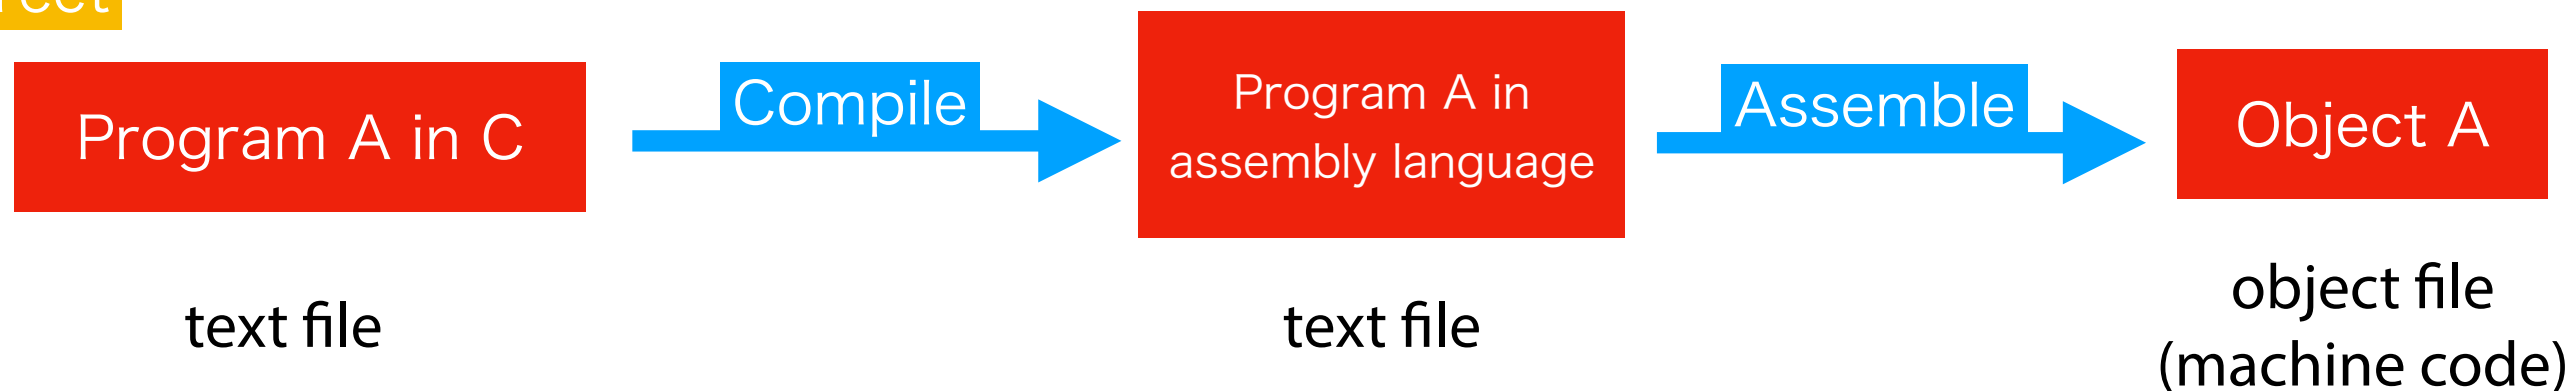 Program A in C
Compile
Program A in
assembly language
Assemble
Object A
text file
text file
object file
(machine code)